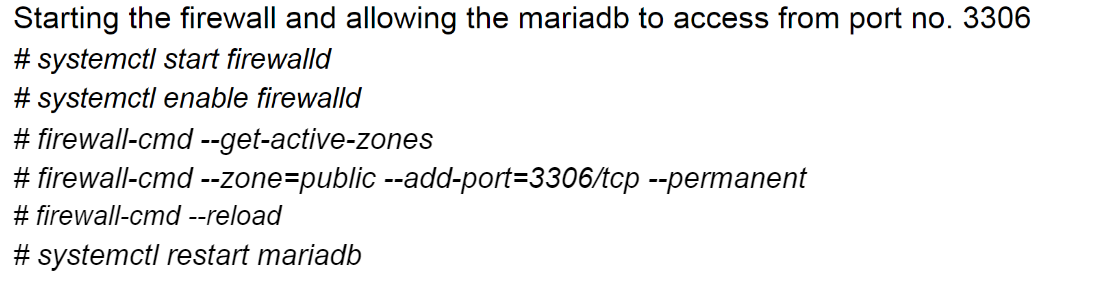 Starting the firewall and allowing the mariadb to access from port no. 3306
# systemctl start firewalld
# systemctl enable firewalld
# firewall-cmd --get-active-zones
# firewall-cmd --zone=public --add-port=3306/tcp --permanent
# firewall-cmd --reload
# systemctl restart mariadb